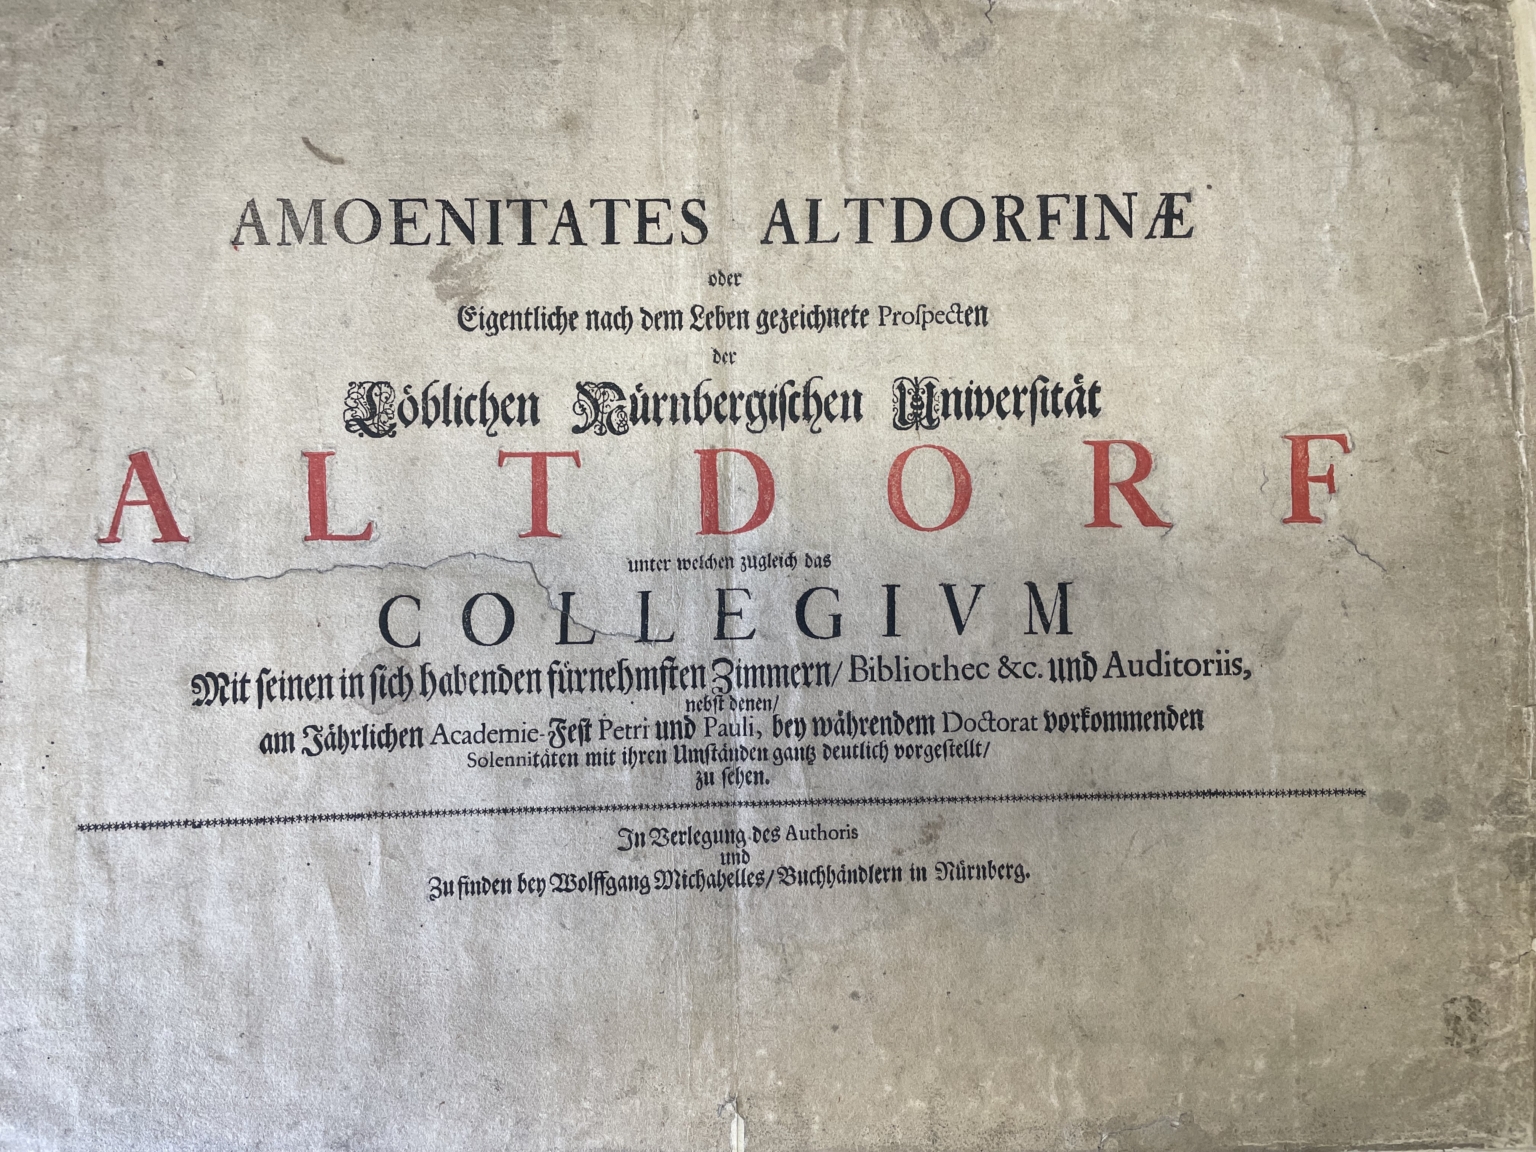 AMOENITATES ALTDORFINÆ
oder
Eigentliche nach dem Leben gezeichnete Proſpecten
der
Löblichen Nürnbergiſchen Univerſität
ALTDORF
unter welchen zugleich das
COLLEGIVM
Mit ſeinen in ſich habenden fürnehmſten Zimmern/ Bibliothec &c. und Auditoriis,
nebſt denen/
am Jährlichen Academie-Feſt Petri und Pauli, bey währendem Doctorat vorkommenden
Solennitäten mit ihren Umſtänden gantz deutlich vorgeſtellt/
zu ſehen.
In Verlegung des Authoris
und
Zu finden bey Wolffgang Michahelles/ Buchhändlern in Nürnberg.